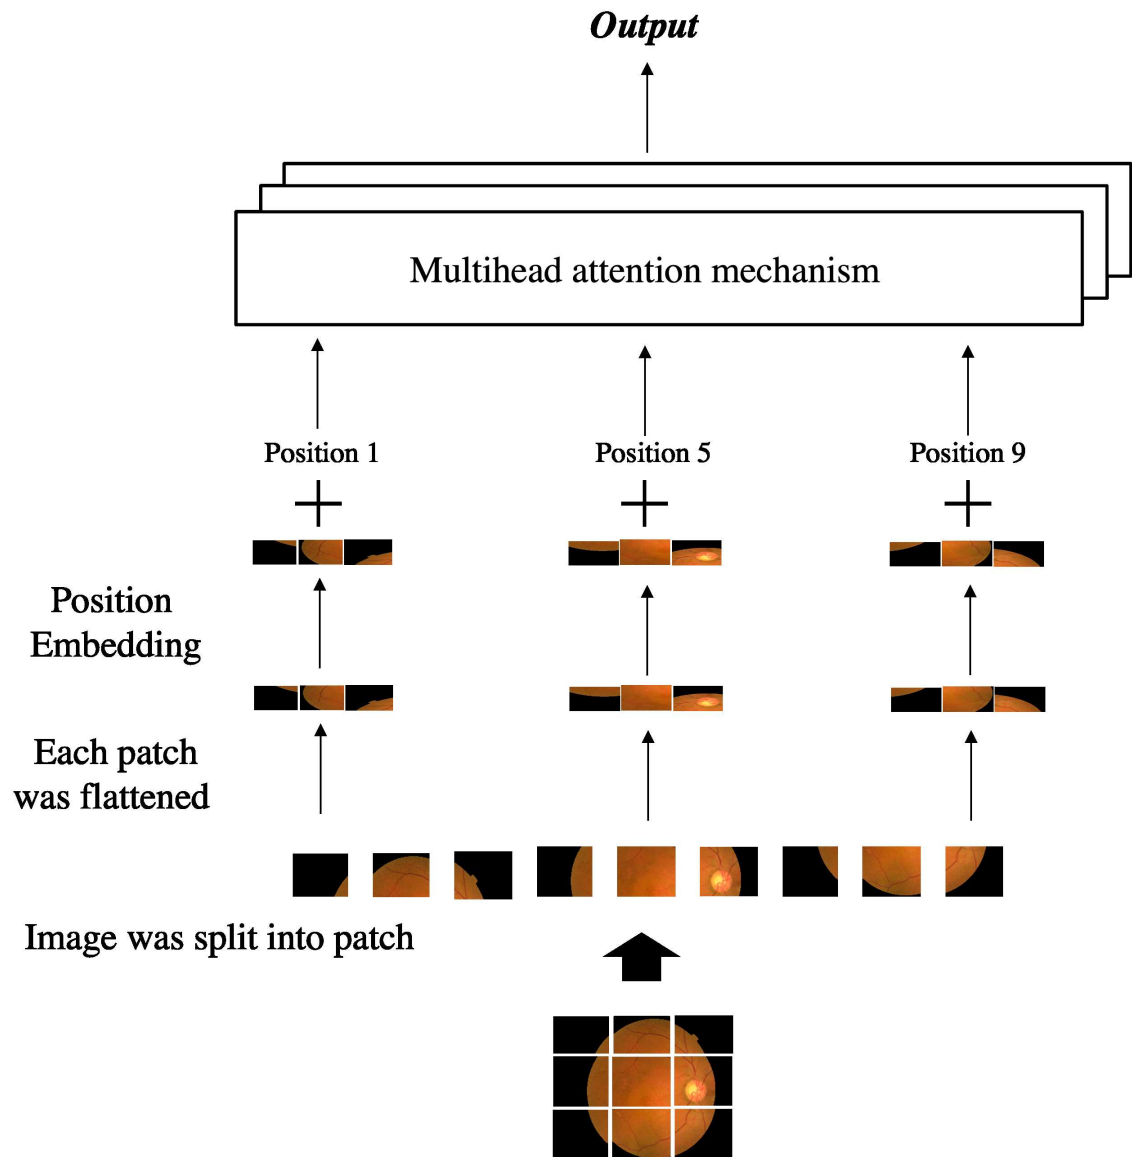 Output
Multihead attention mechanism
Position 1
Position 5
Position 9
Position
Embedding
Each patch
was flattened
Image was split into patch